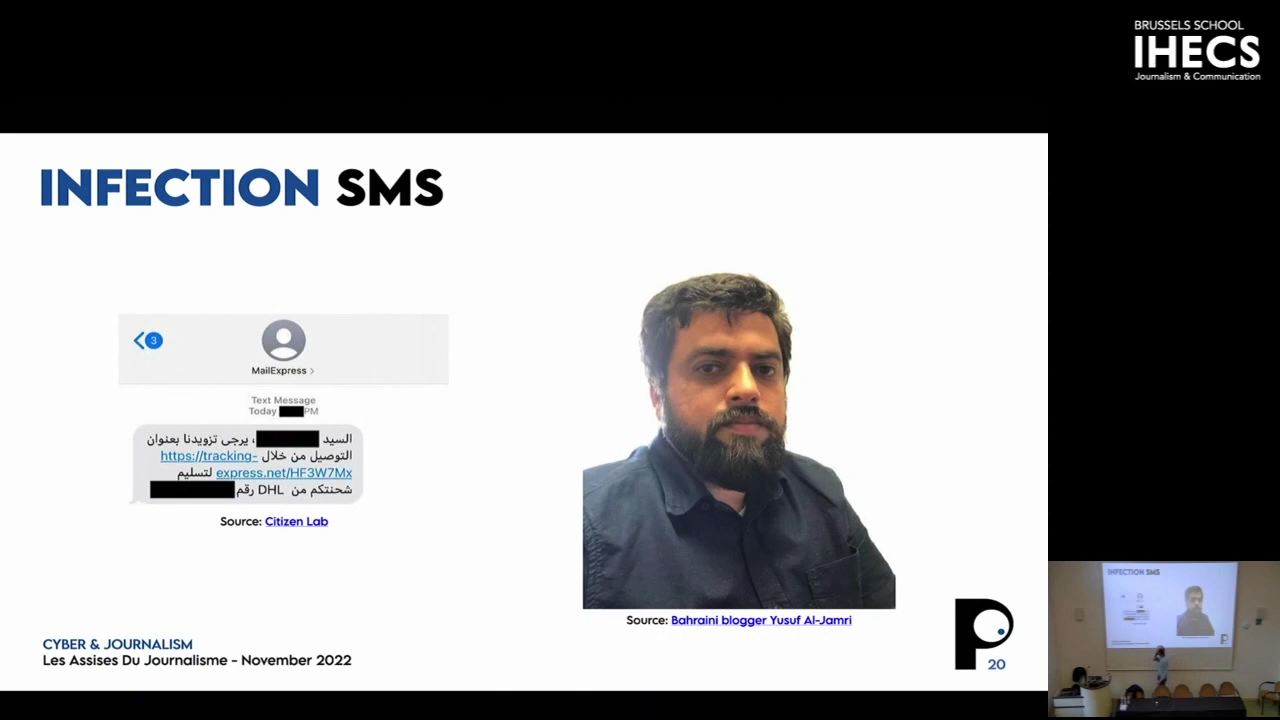 BRUSSELS SCHOOL
IHECS
Journalism & Communication
INFECTION SMS
3
MailExpress >
Text Message
Today PM
السيد ، يرجى تزويدنا بعنوان
التوصيل من خلال https://tracking-
express.net/HF3W7Mx لتسليم
شحنتكم من DHL رقم
Source: Citizen Lab
Source: Bahraini blogger Yusuf Al-Jamri
CYBER & JOURNALISM
Les Assises Du Journalisme - November 2022
P
20
INFECTION SMS